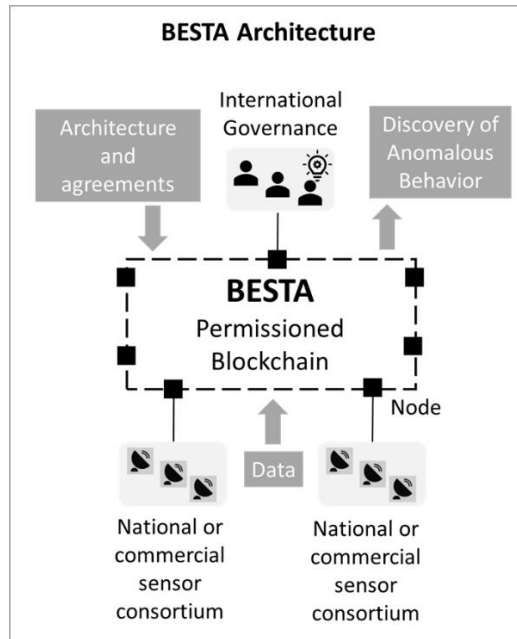 BESTA Architecture
International
Governance
Architecture
and
agreements
Discovery of
Anomalous
Behavior
BESTA
Permissioned
Blockchain
Node
Data
National or
commercial
sensor
consortium
National or
commercial
sensor
consortium